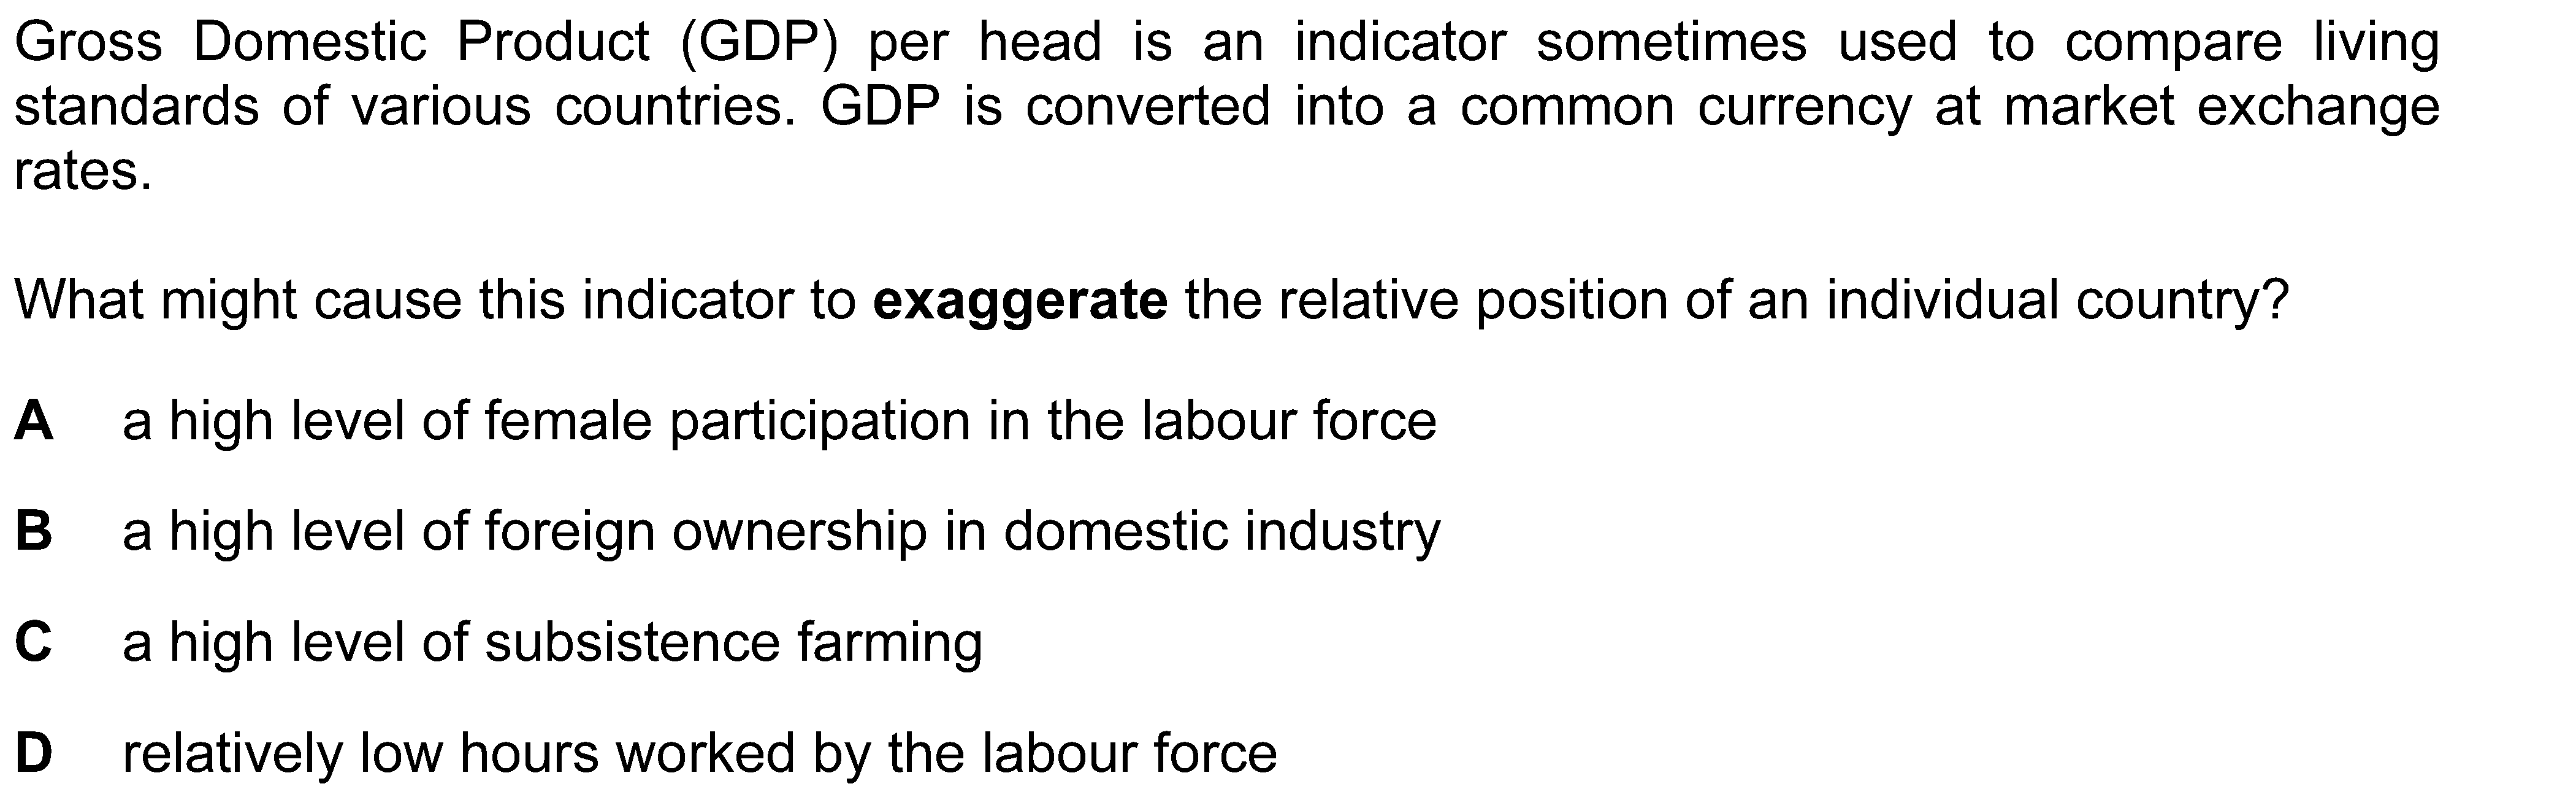 Gross Domestic Product (GDP) per head is an indicator sometimes used to compare living
standards of various countries. GDP is converted into a common currency at market exchange
rates.
What might cause this indicator to exaggerate the relative position of an individual country?
A a high level of female participation in the labour force
B a high level of foreign ownership in domestic industry
C a high level of subsistence farming
D relatively low hours worked by the labour force